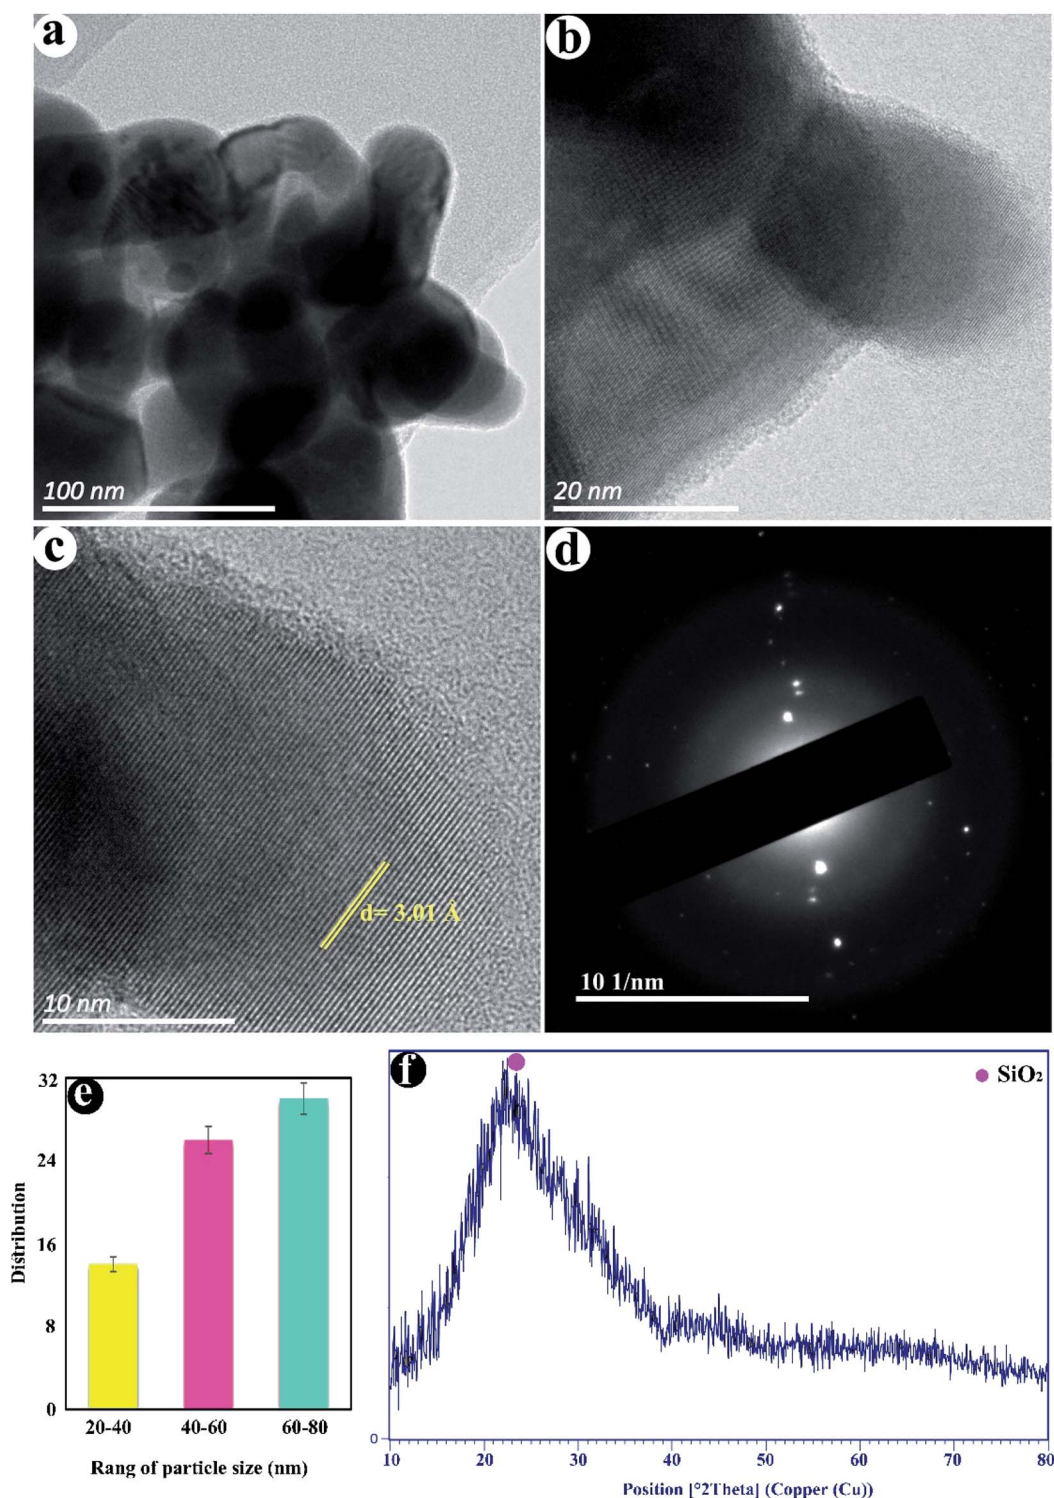 a
b
100 nm
20 nm
c
d
d= 3.01 Å
10 nm
10 1/nm
e
f
32
24
16
8
0
Distribution
20-40
40-60
60-80
Rang of particle size (nm)
SiO₂
0
10
20
30
40
50
60
70
80
Position [°2Theta] (Copper (Cu))